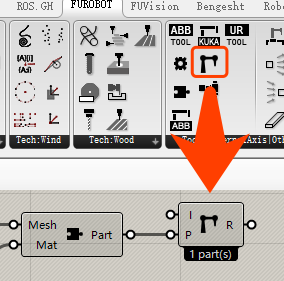 ROS.GH FUROBOT FUVision Bengesht Robo
ABB TOOL KUKA UR TOOL
[A][I]
[A]
ABB
Tech:Wind Tech:Wood Too Axis|Ot
Mesh
Mat
Part
I
P
R
1 part(s)